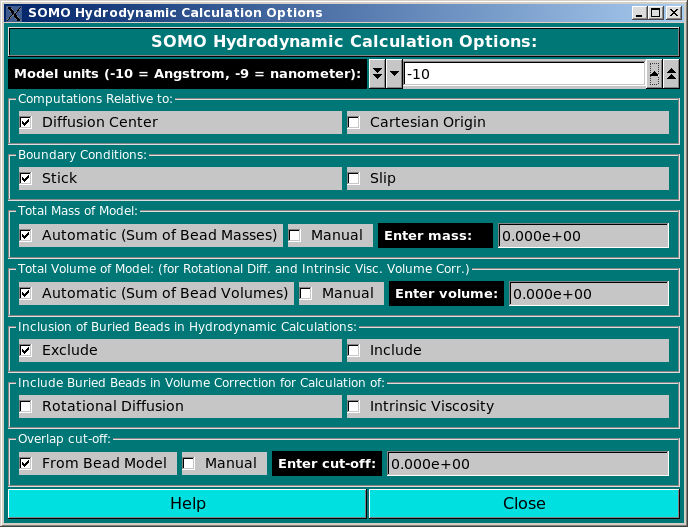 SOMO Hydrodynamic Calculation Options
SOMO Hydrodynamic Calculation Options:
Model units (-10 = Angstrom, -9 = nanometer): -10
Computations Relative to:
Diffusion Center Cartesian Origin
Boundary Conditions:
Stick Slip
Total Mass of Model:
Automatic (Sum of Bead Masses) Manual Enter mass: 0.000e+00
Total Volume of Model: (for Rotational Diff. and Intrinsic Visc. Volume Corr.)
Automatic (Sum of Bead Volumes) Manual Enter volume: 0.000e+00
Inclusion of Buried Beads in Hydrodynamic Calculations:
Exclude Include
Include Buried Beads in Volume Correction for Calculation of:
Rotational Diffusion Intrinsic Viscosity
Overlap cut-off:
From Bead Model Manual Enter cut-off: 0.000e+00
Help Close